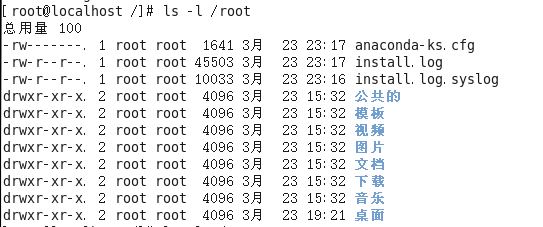 [root@localhost /]# ls -l /root
总用量 100
-rw-------. 1 root root  1641 3月  23 23:17 anaconda-ks.cfg
-rw-r--r--. 1 root root 45503 3月  23 23:17 install.log
-rw-r--r--. 1 root root 10033 3月  23 23:16 install.log.syslog
drwxr-xr-x. 2 root root  4096 3月  23 15:32 公共的
drwxr-xr-x. 2 root root  4096 3月  23 15:32 模板
drwxr-xr-x. 2 root root  4096 3月  23 15:32 视频
drwxr-xr-x. 2 root root  4096 3月  23 15:32 图片
drwxr-xr-x. 2 root root  4096 3月  23 15:32 文档
drwxr-xr-x. 2 root root  4096 3月  23 15:32 下载
drwxr-xr-x. 2 root root  4096 3月  23 15:32 音乐
drwxr-xr-x. 2 root root  4096 3月  23 19:21 桌面